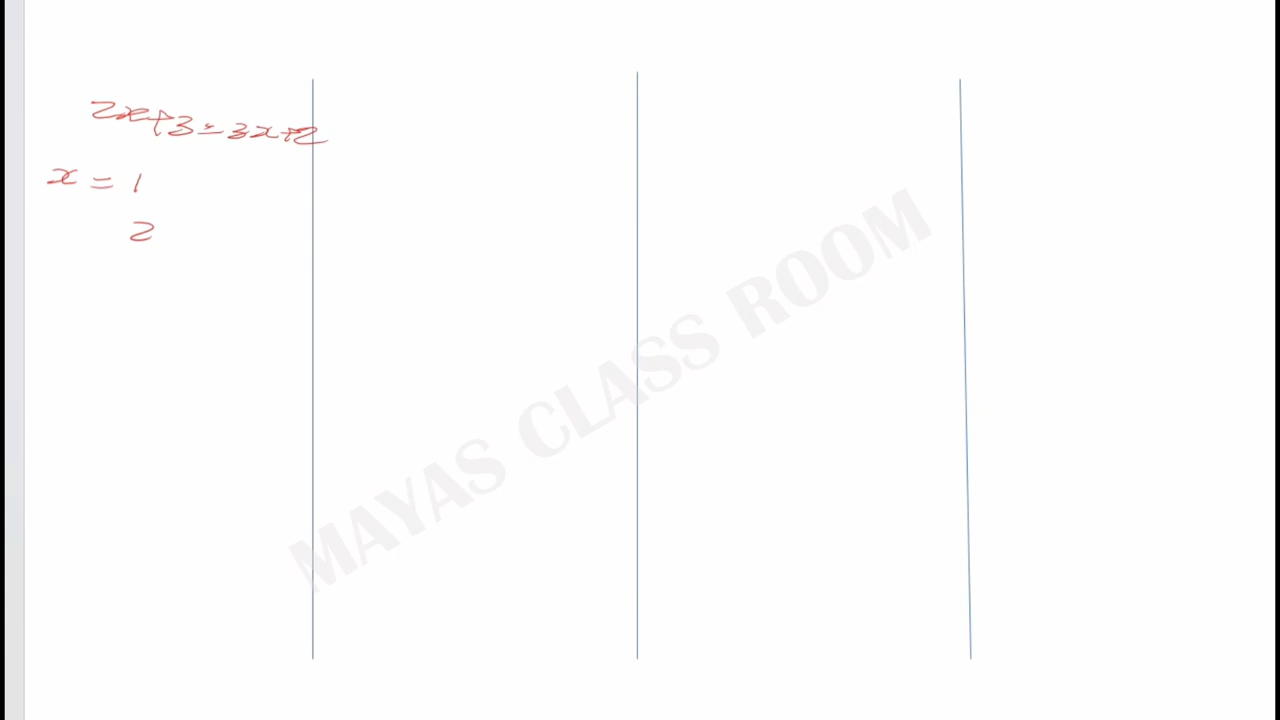 2x+3=3x+2
x = 1
2
MAYAS CLASS ROOM